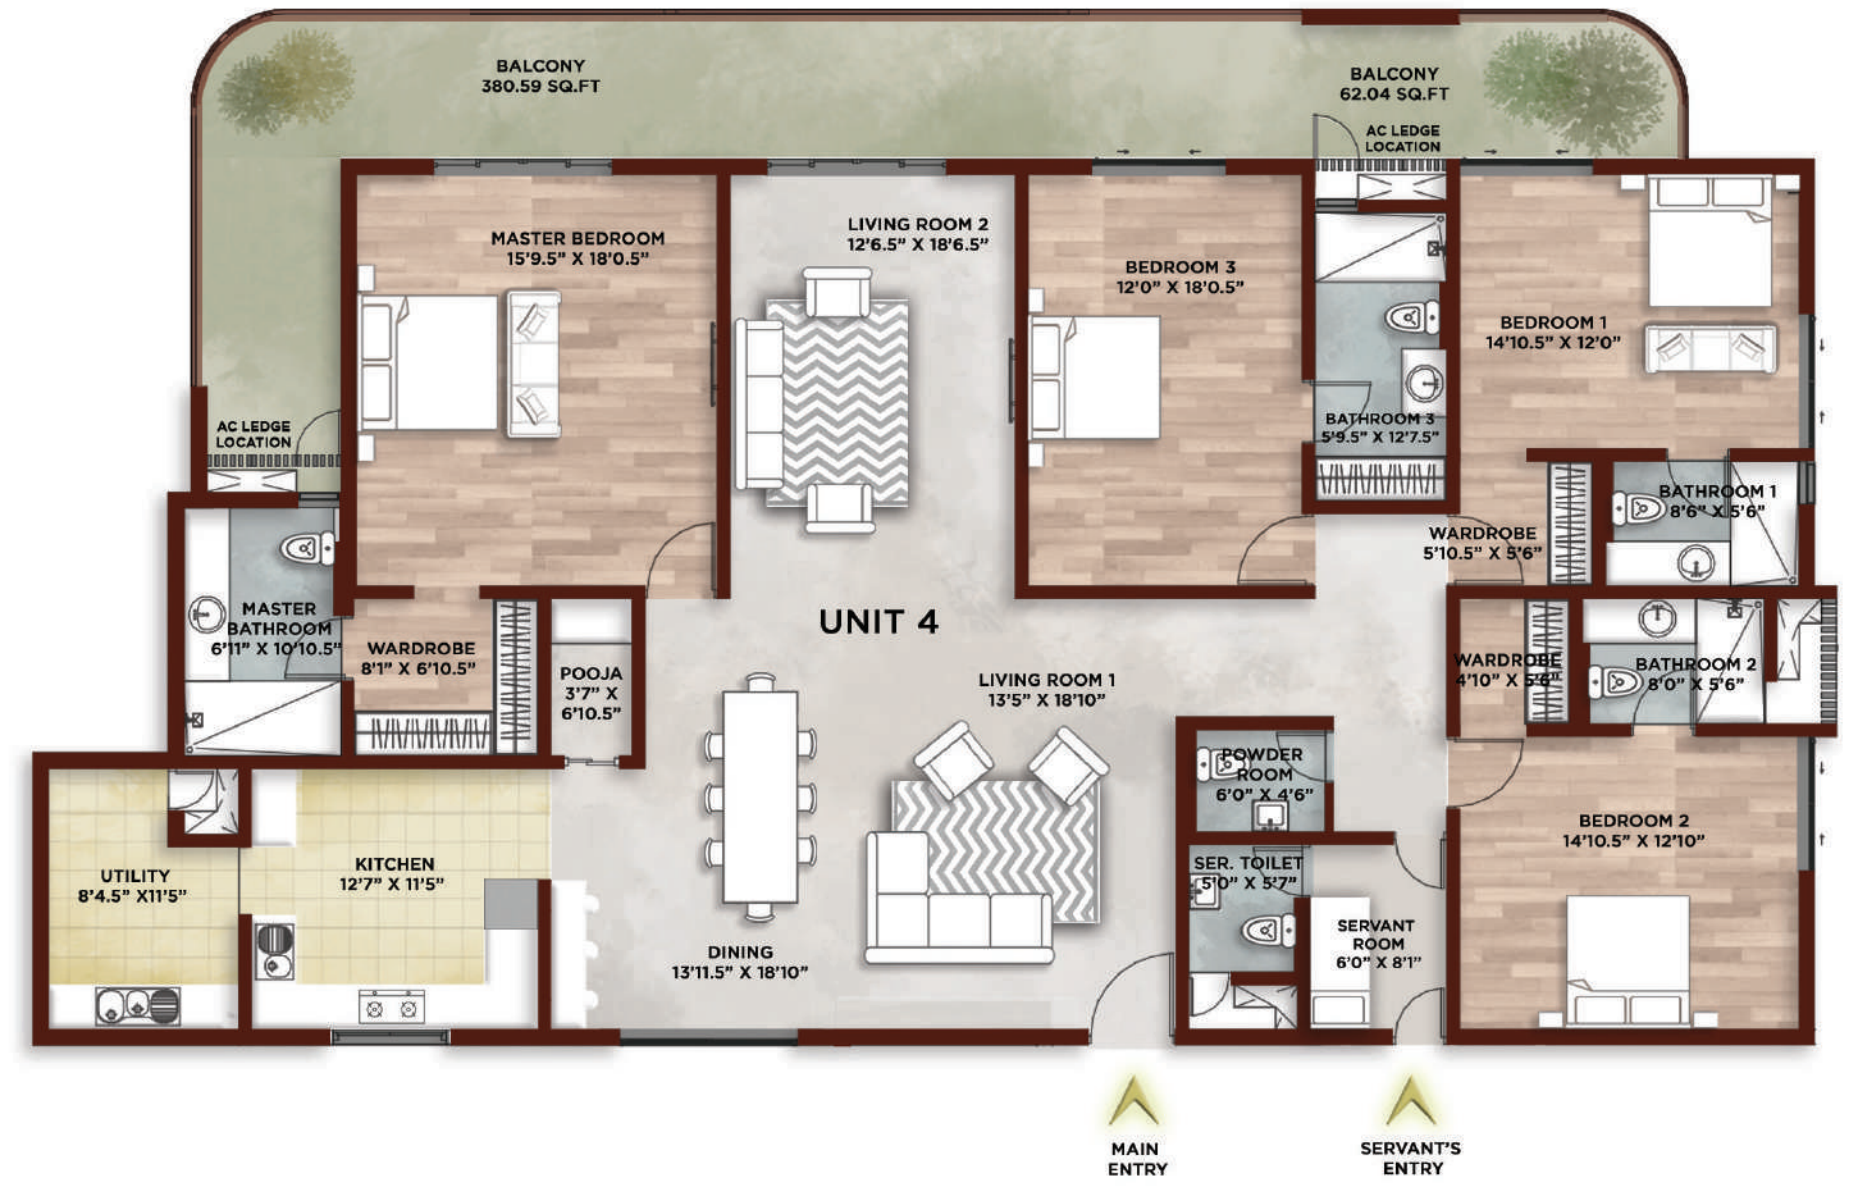 BALCONY
380.59 SQ.FT
BALCONY
62.04 SQ.FT
AC LEDGE
LOCATION
MASTER BEDROOM
15'9.5” X 18'0.5”
LIVING ROOM 2
12'6.5” X 18'6.5”
BEDROOM 3
12'0” X 18'0.5”
BEDROOM 1
14'10.5” X 12'0”
AC LEDGE
LOCATION
BATHROOM 3
5'9.5” X 12'7.5”
BATHROOM 1
8'6” X 5'6”
WARDROBE
5'10.5” X 5'6”
MASTER
BATHROOM
6'11” X 10'10.5”
WARDROBE
8'1” X 6'10.5”
POOJA
3'7” X
6'10.5”
UNIT 4
LIVING ROOM 1
13'5” X 18'10”
WARDROBE
4'10” X 5'6”
BATHROOM 2
8'0” X 5'6”
POWDER
ROOM
6'0” X 4'6”
BEDROOM 2
14'10.5” X 12'10”
UTILITY
8'4.5” X11'5”
KITCHEN
12'7” X 11'5”
SER. TOILET
5'0” X 5'7”
DINING
13'11.5” X 18'10”
SERVANT
ROOM
6'0” X 8'1”
MAIN
ENTRY
SERVANT'S
ENTRY